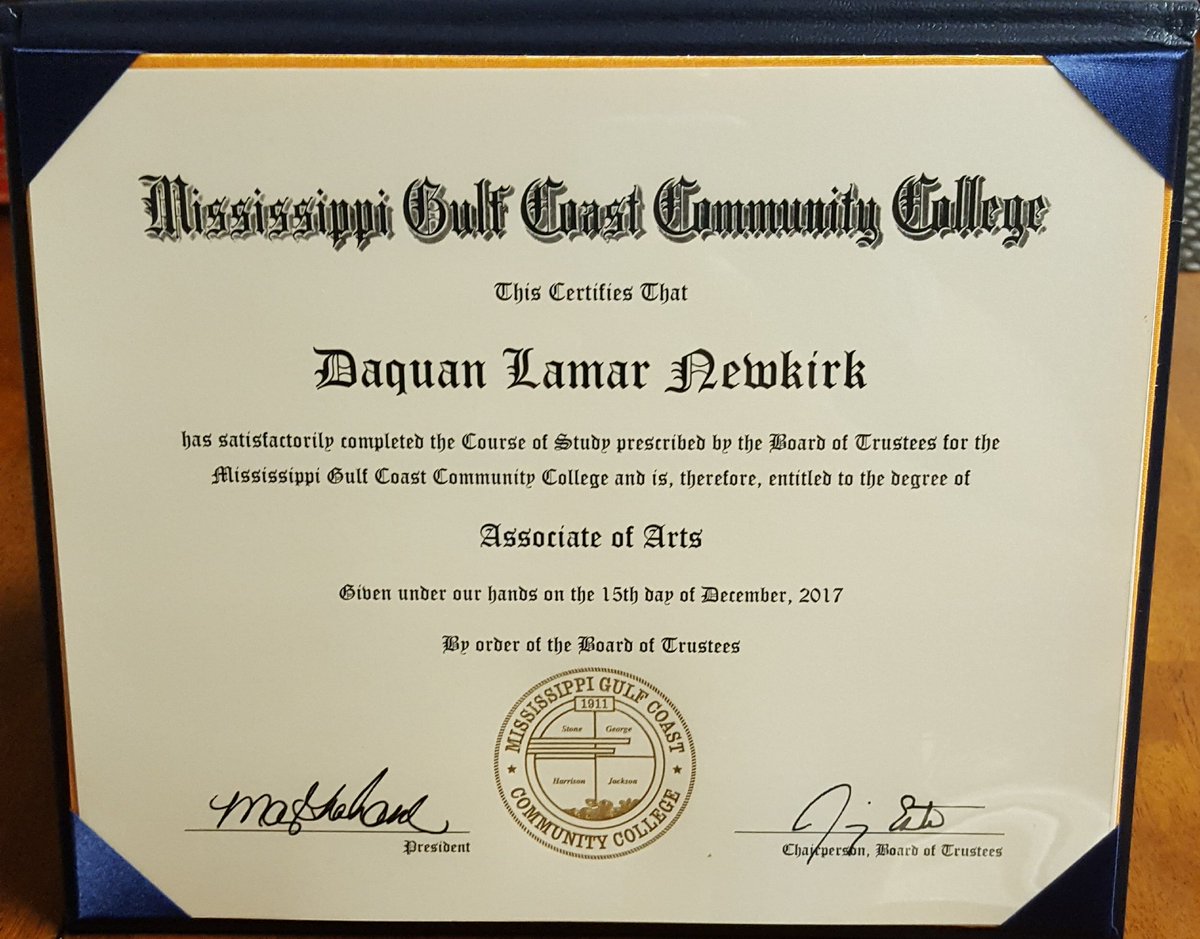 Mississippi Gulf Coast Community College
This Certifies That
Daquan Lamar Newkirk
has satisfactorily completed the Course of Study prescribed by the Board of Trustees for the
Mississippi Gulf Coast Community College and is, therefore, entitled to the degree of
Associate of Arts
Given under our hands on the 15th day of December, 2017
By order of the Board of Trustees
MISSISSIPPI GULF COAST
1911
Stone George
Harrison Jackson
COMMUNITY COLLEGE
President
Chairperson, Board of Trustees